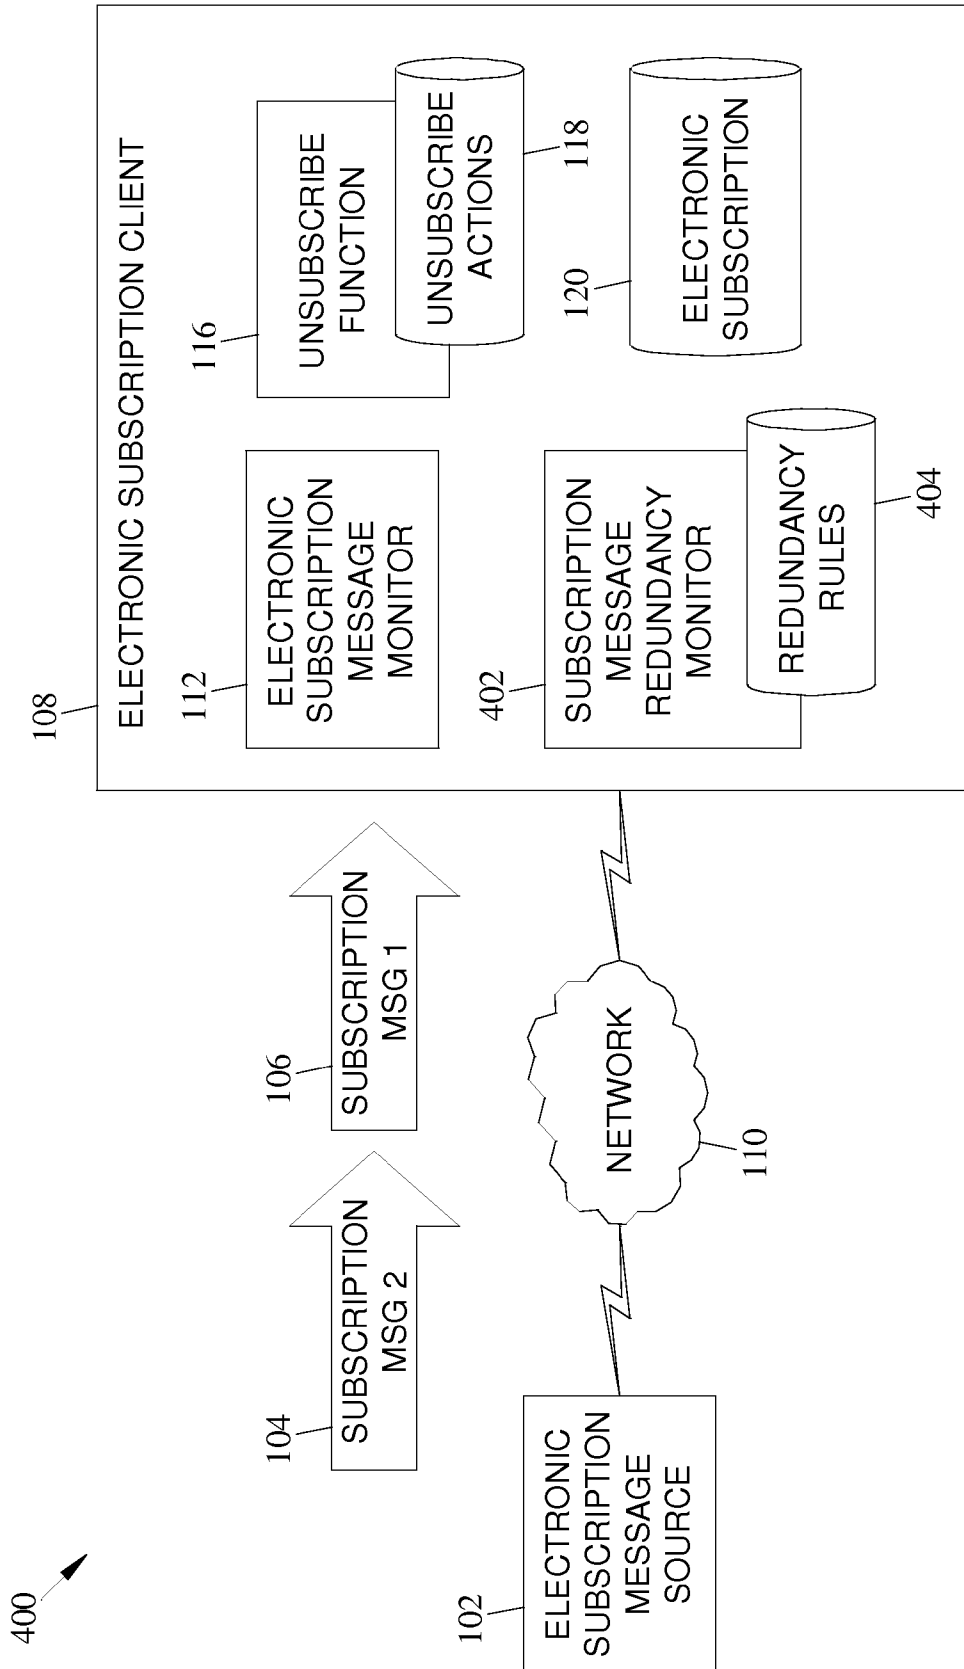 400
102
ELECTRONIC
SUBSCRIPTION
MESSAGE
SOURCE
104
SUBSCRIPTION
MSG 2
106
SUBSCRIPTION
MSG 1
NETWORK
110
108
ELECTRONIC SUBSCRIPTION CLIENT
112
ELECTRONIC
SUBSCRIPTION
MESSAGE
MONITOR
116
UNSUBSCRIBE
FUNCTION
UNSUBSCRIBE
ACTIONS
118
402
SUBSCRIPTION
MESSAGE
REDUNDANCY
MONITOR
REDUNDANCY
RULES
404
120
ELECTRONIC
SUBSCRIPTION